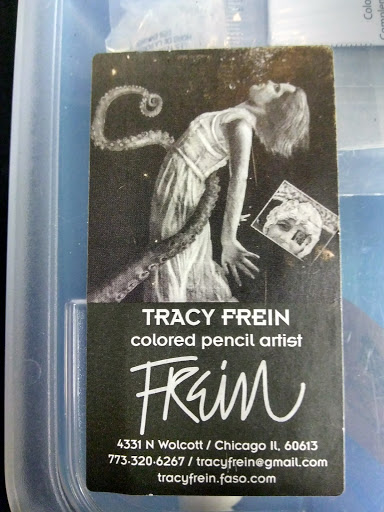 TRACY FREIN
colored pencil artist
FREIN
4331 N Wolcott / Chicago Il, 60613
773.320.6267 / tracyfrein@gmail.com
tracyfrein.faso.com